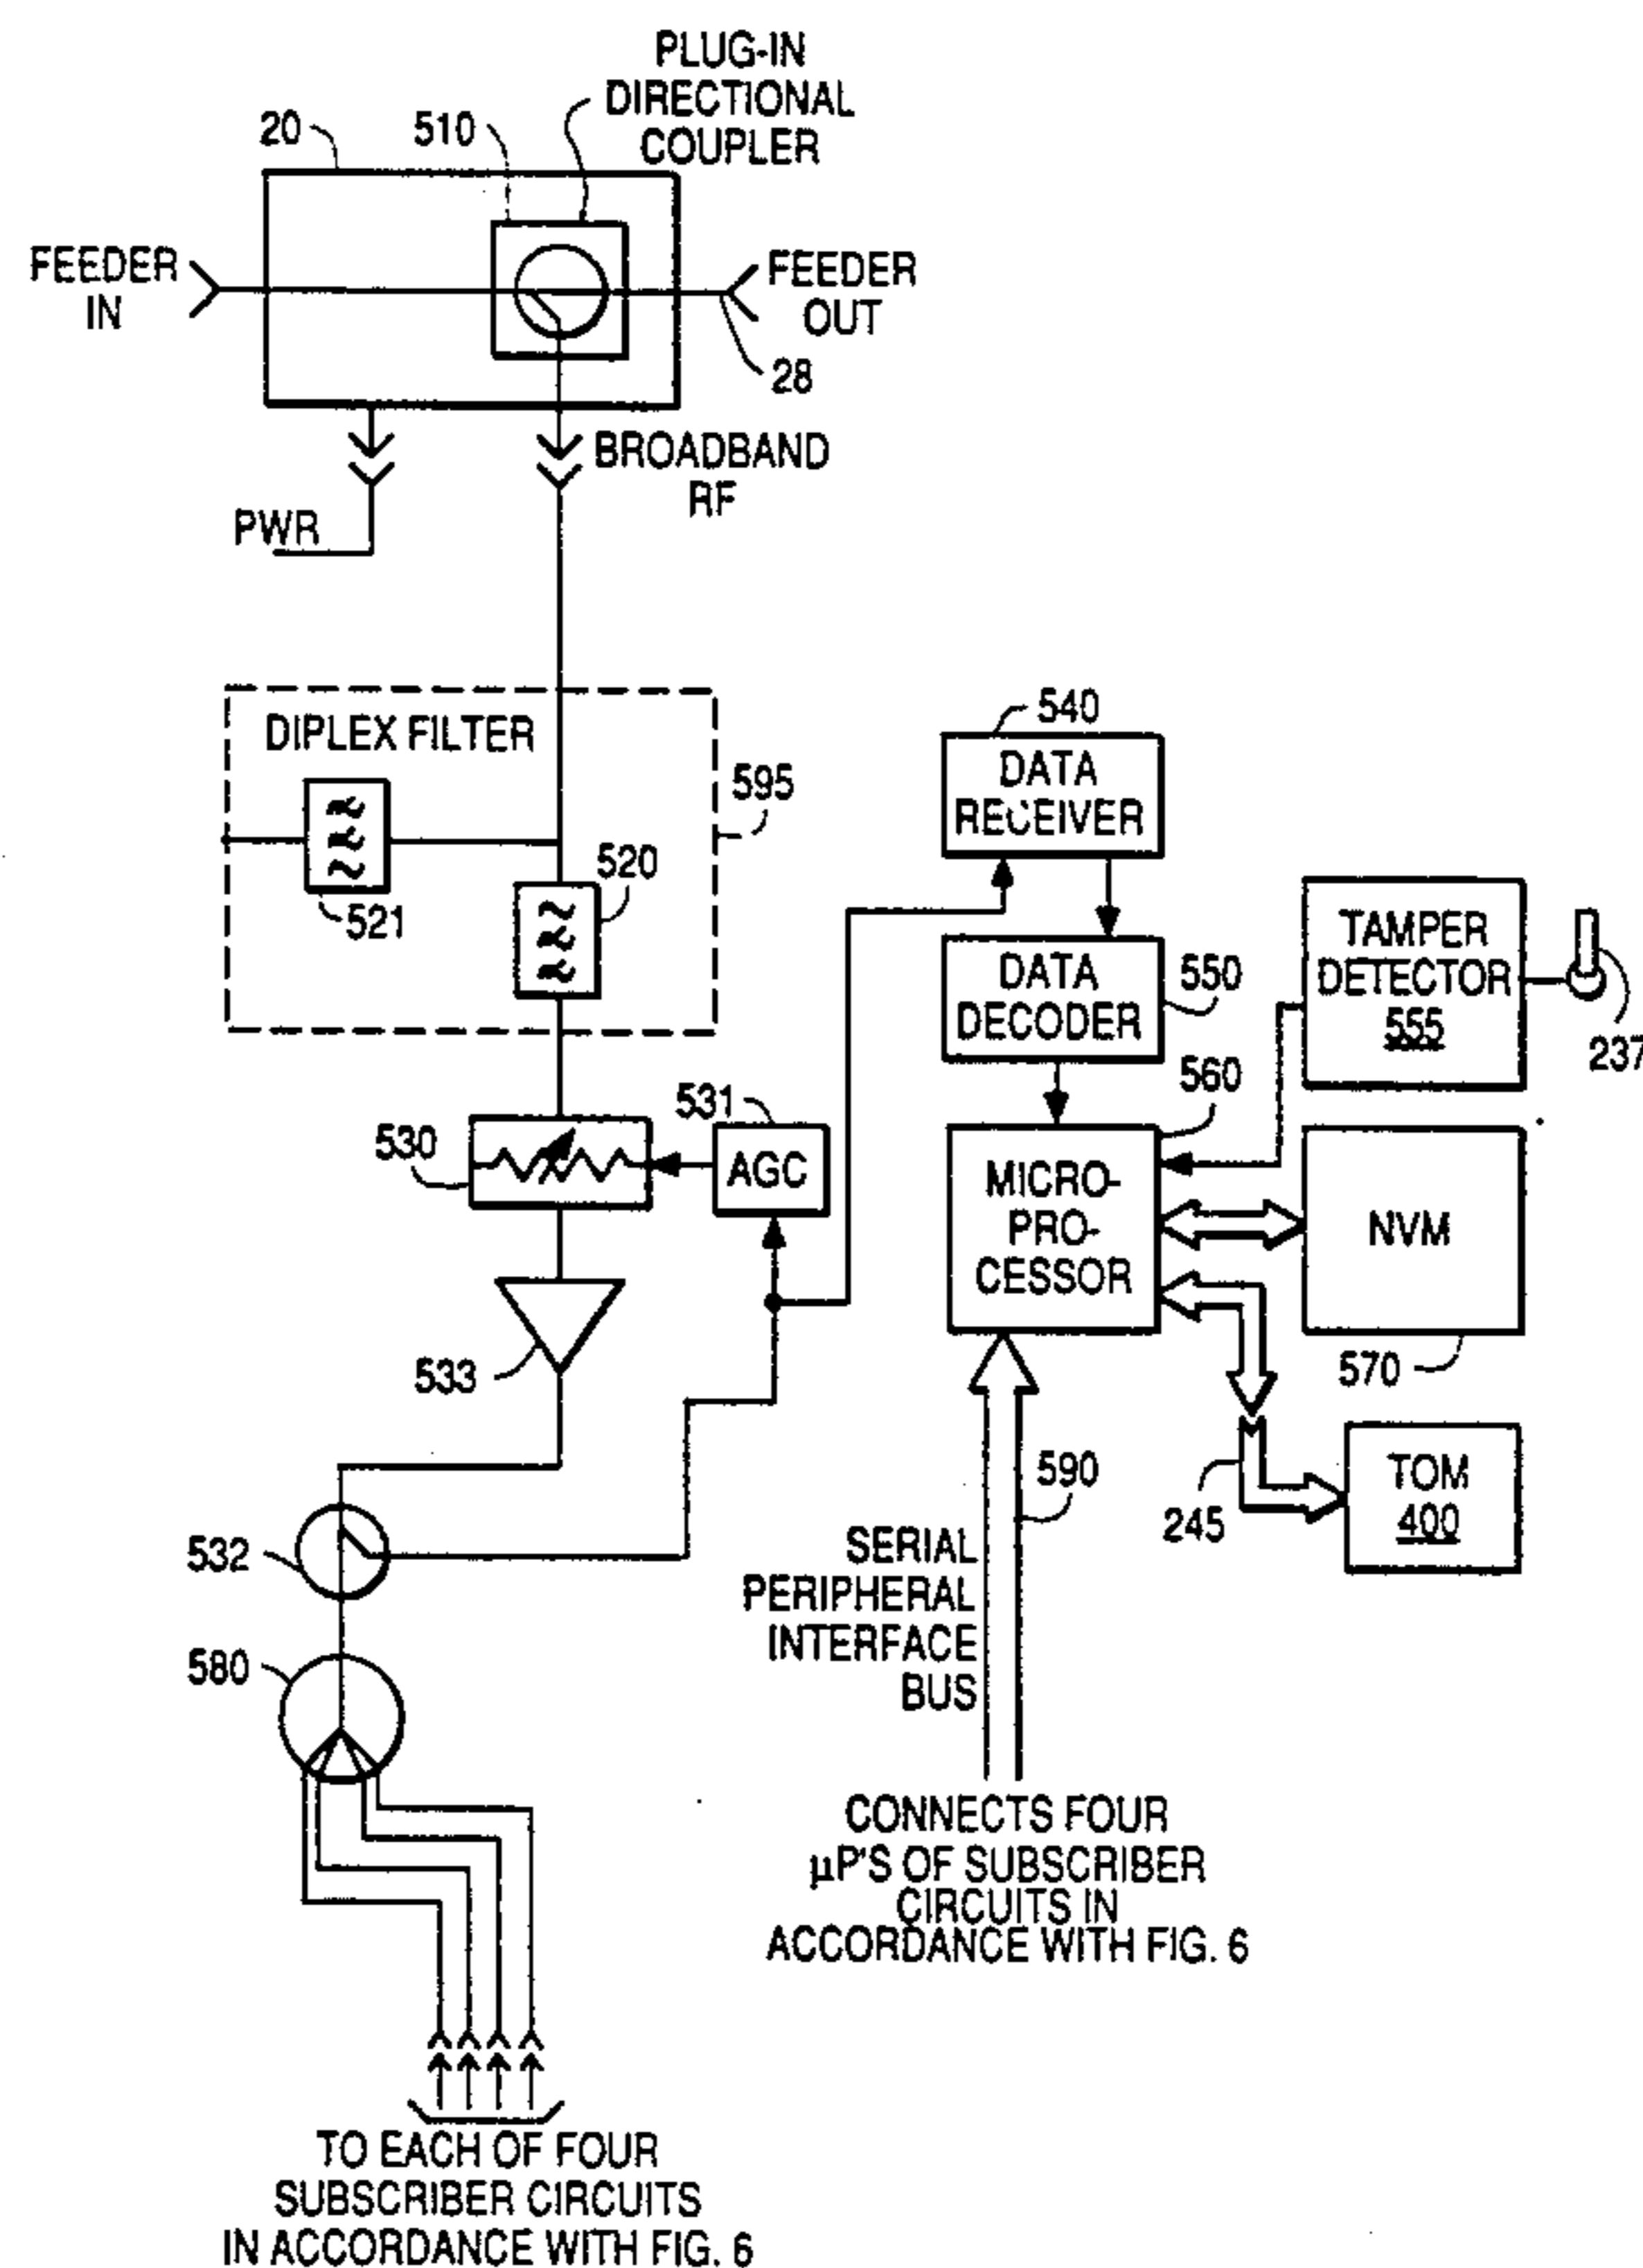 PLUG-IN
DIRECTIONAL
COUPLER
20
510
FEEDER
IN
FEEDER
OUT
28
BROADBAND
RF
PWR
DIPLEX FILTER
595
521
520
540
DATA
RECEIVER
DATA
DECODER
550
TAMPER
DETECTOR
555
237
560
531
530
AGC
MICRO-
PRO-
CESSOR
NVM
570
533
590
TOM
400
245
532
SERIAL
PERIPHERAL
INTERFACE
BUS
580
CONNECTS FOUR
µP'S OF SUBSCRIBER
CIRCUITS IN
ACCORDANCE WITH FIG. 6
TO EACH OF FOUR
SUBSCRIBER CIRCUITS
IN ACCORDANCE WITH FIG. 6